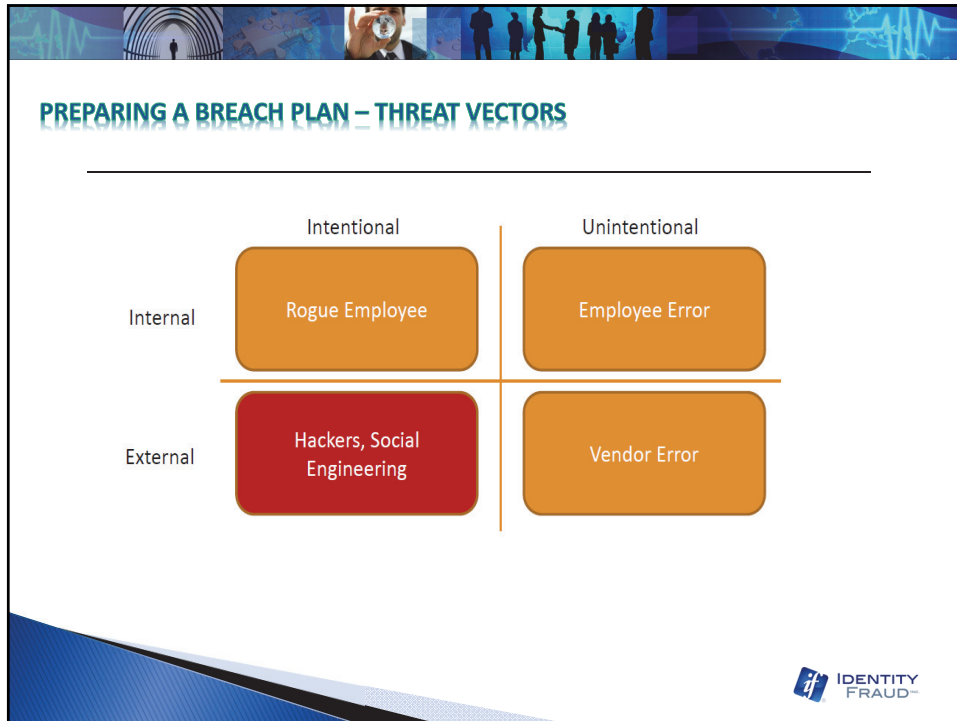 PREPARING A BREACH PLAN – THREAT VECTORS
Intentional
Unintentional
Internal
Rogue Employee
Employee Error
External
Hackers, Social
Engineering
Vendor Error
if
IDENTITY
FRAUD